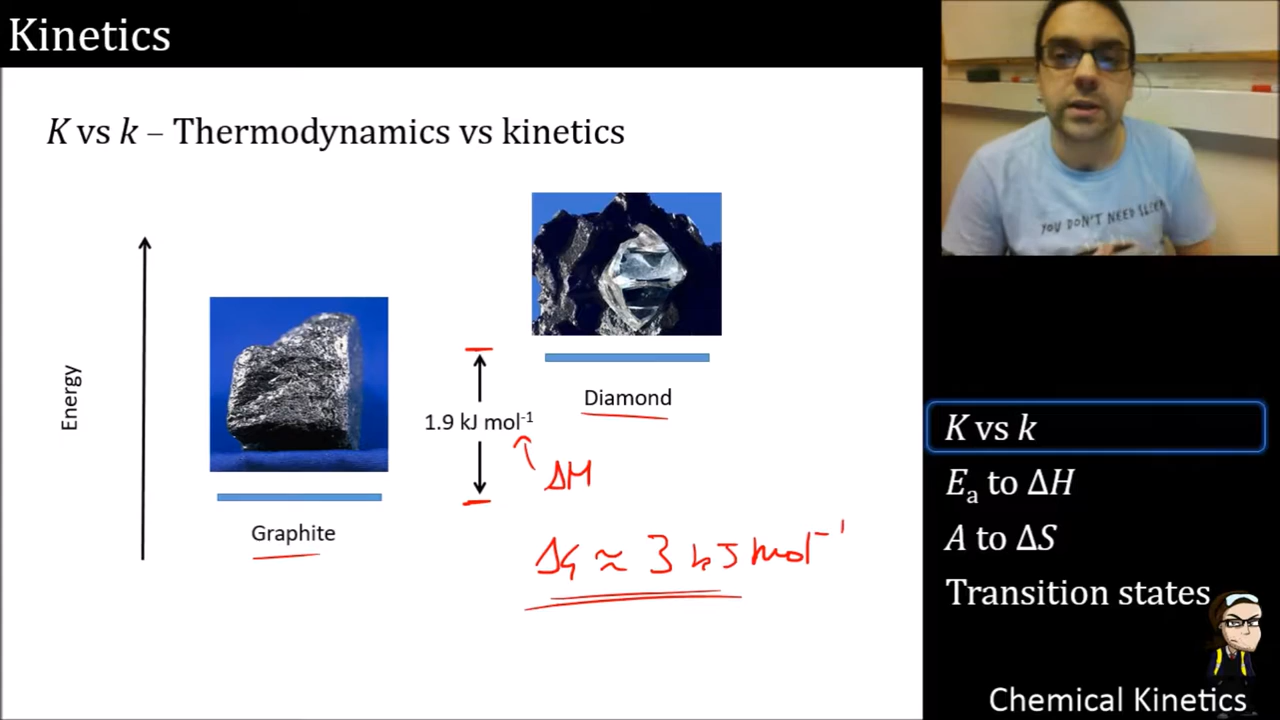 Kinetics
K vs k – Thermodynamics vs kinetics
Energy
Graphite
1.9 kJ mol⁻¹
Diamond
ΔH
ΔG ≈ 3 kJ mol⁻¹
YOU DON'T NEED SLEEP
K vs k
Eₐ to ΔH
A to ΔS
Transition states
Chemical Kinetics